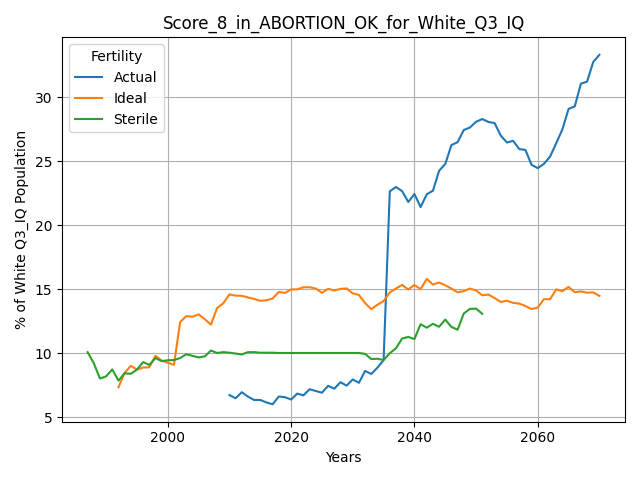 Score_8_in_ABORTION_OK_for_White_Q3_IQ
Fertility
Actual
Ideal
Sterile
% of White Q3_IQ Population
30
25
20
15
10
5
2000
2020
2040
2060
Years